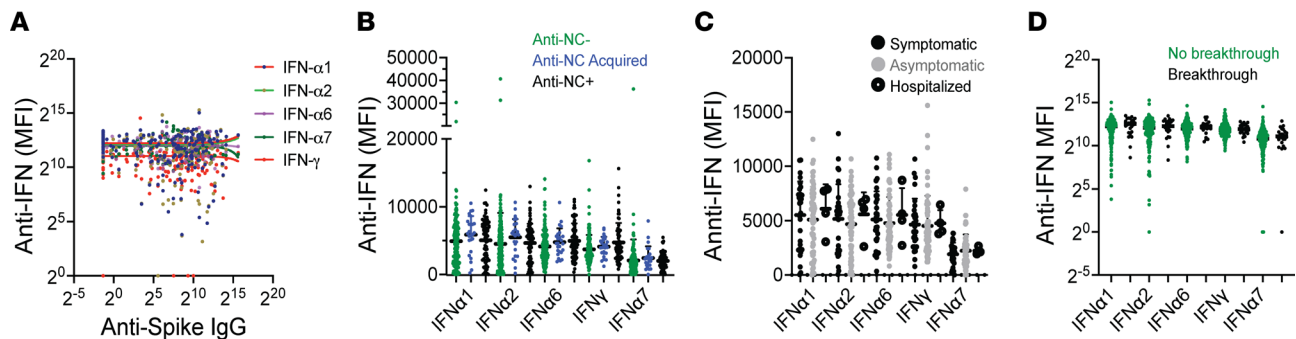 A
Anti-IFN (MFI)
2^20
2^15
2^10
2^5
2^0
2^-5
2^0
2^5
2^10
2^15
2^20
Anti-Spike IgG
IFN-α1
IFN-α2
IFN-α6
IFN-α7
IFN-γ
B
Anti-IFN (MFI)
50000
40000
30000
20000
10000
0
Anti-NC-
Anti-NC Acquired
Anti-NC+
IFNα1
IFNα2
IFNα6
IFNγ
IFNα7
C
Annti-IFN (MFI)
20000
15000
10000
5000
0
Symptomatic
Asymptomatic
Hospitalized
IFNα1
IFNα2
IFNα6
IFNγ
IFNα7
D
Anti-IFN MFI
2^20
2^15
2^10
2^5
2^0
2^-5
No breakthrough
Breakthrough
IFNα1
IFNα2
IFNα6
IFNγ
IFNα7